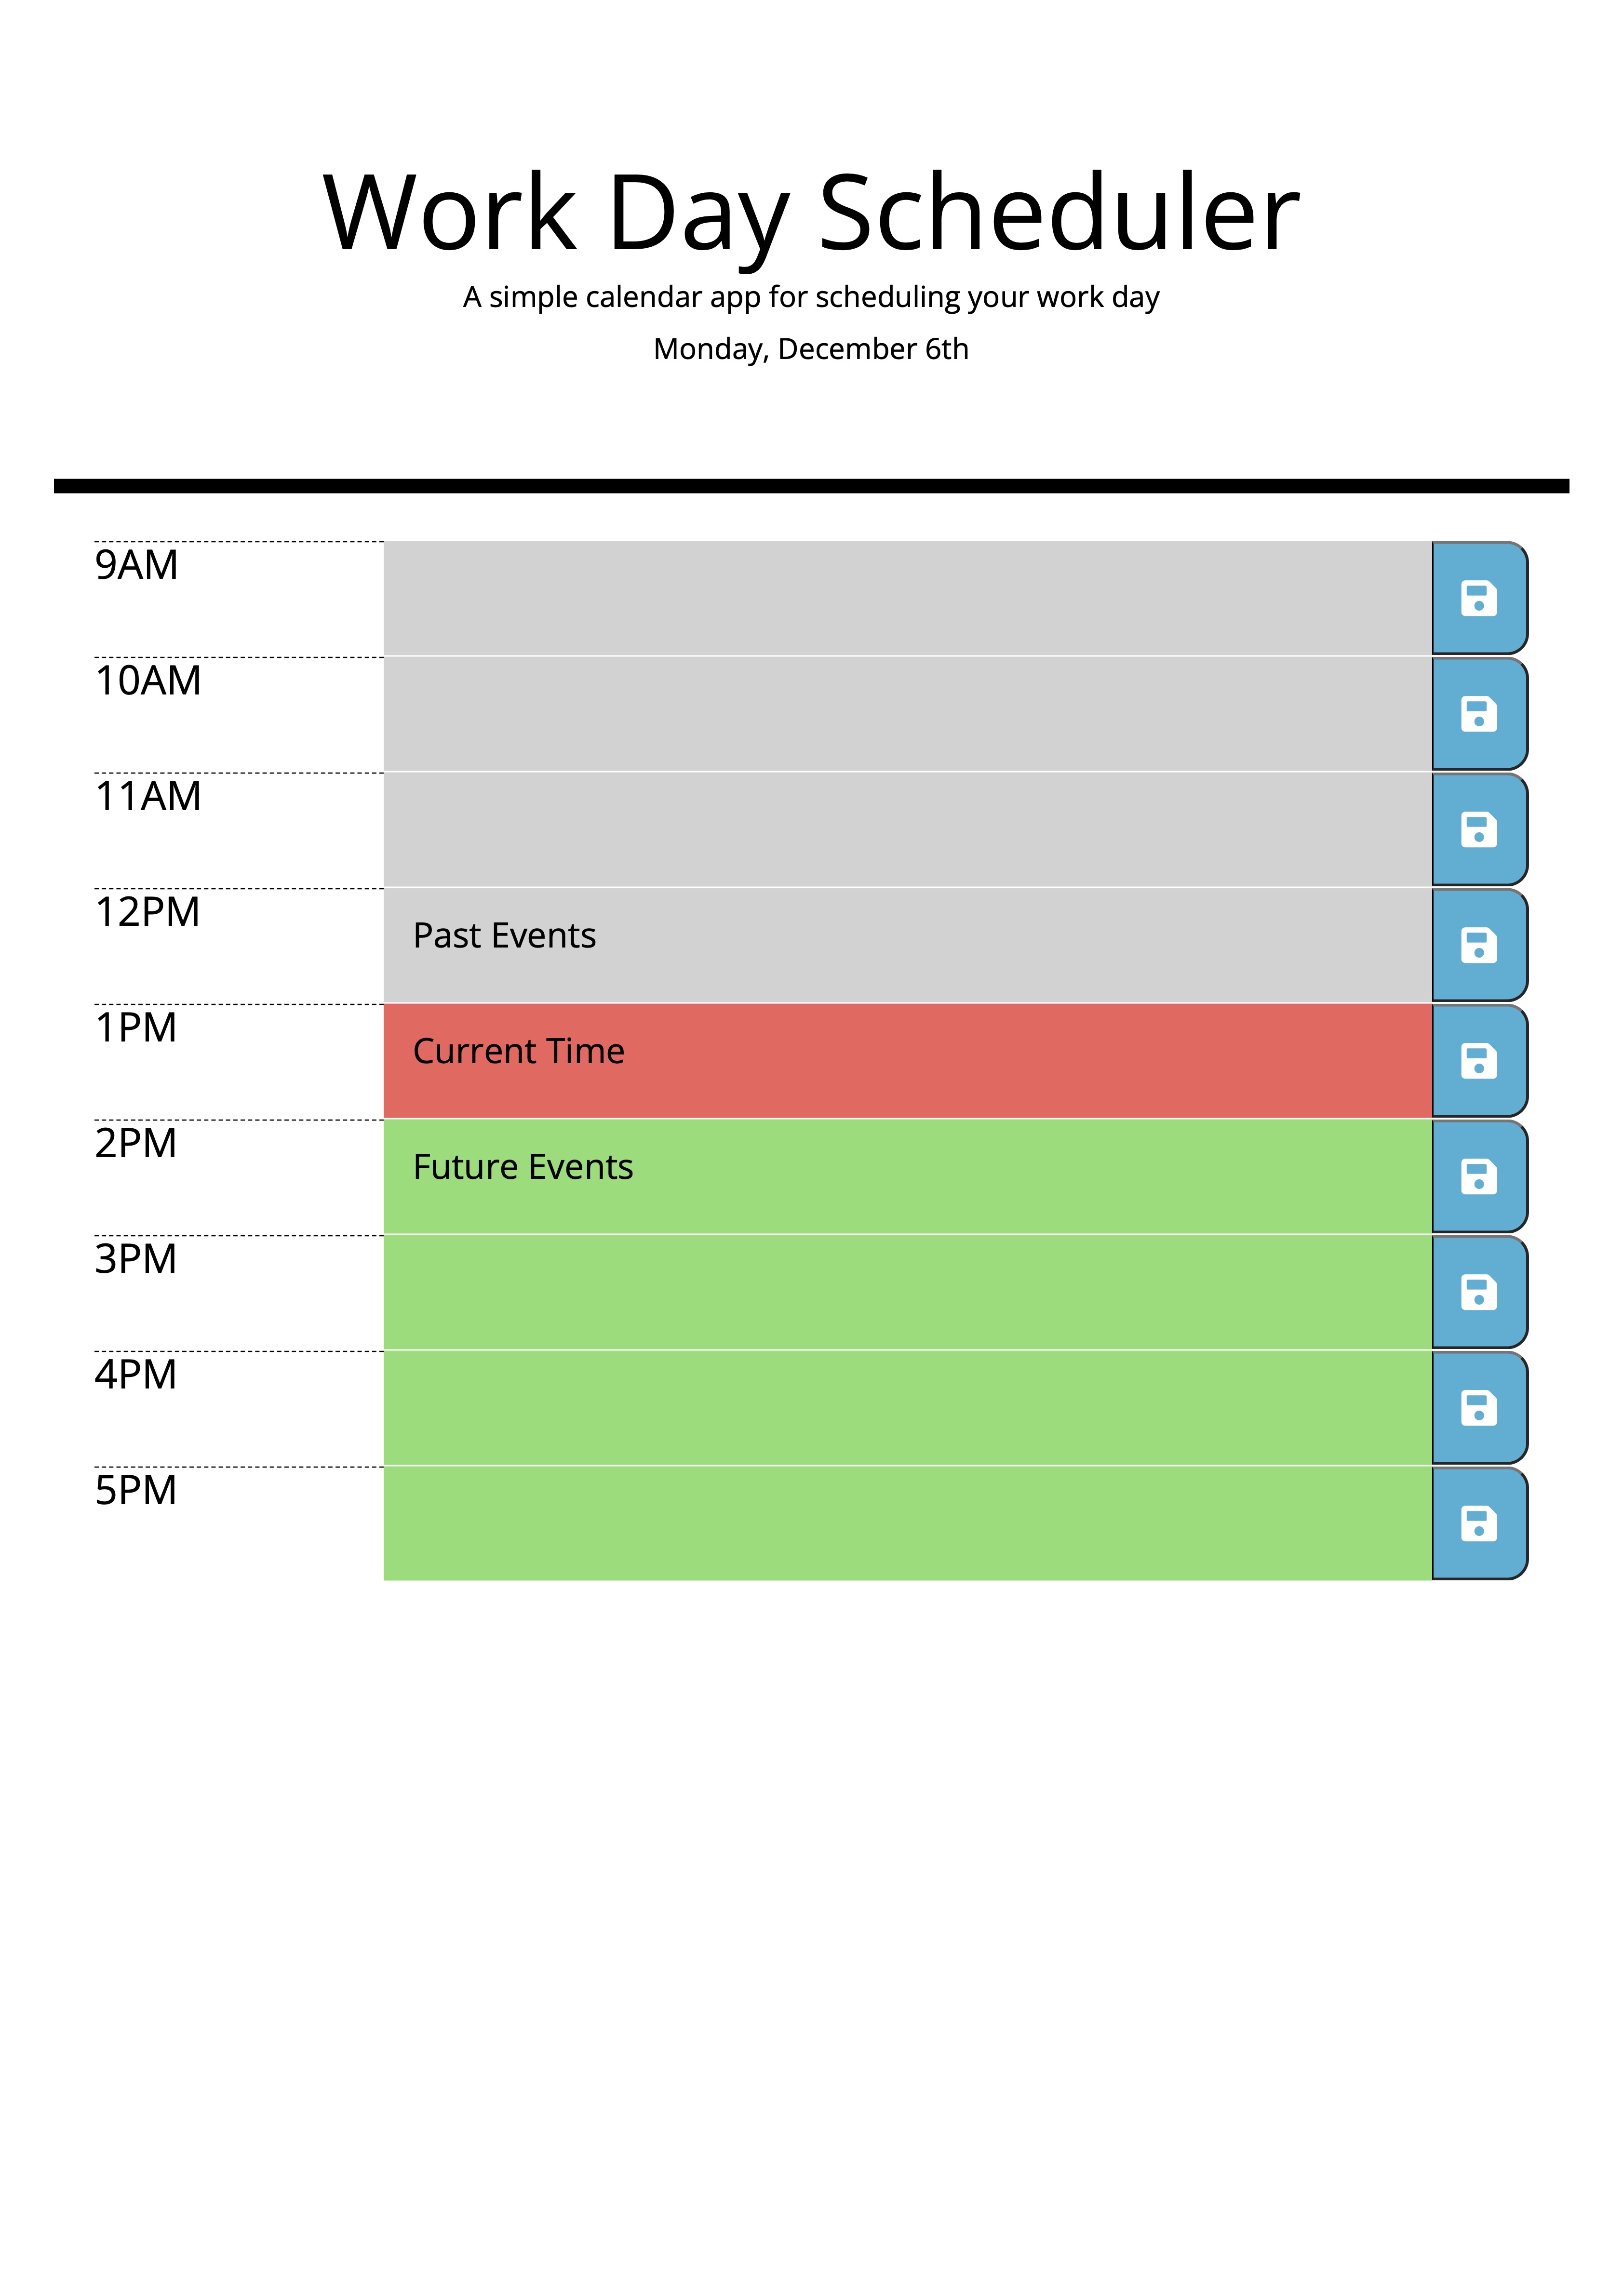 Work Day Scheduler
A simple calendar app for scheduling your work day
Monday, December 6th
9AM
10AM
11AM
12PM Past Events
1PM Current Time
2PM Future Events
3PM
4PM
5PM